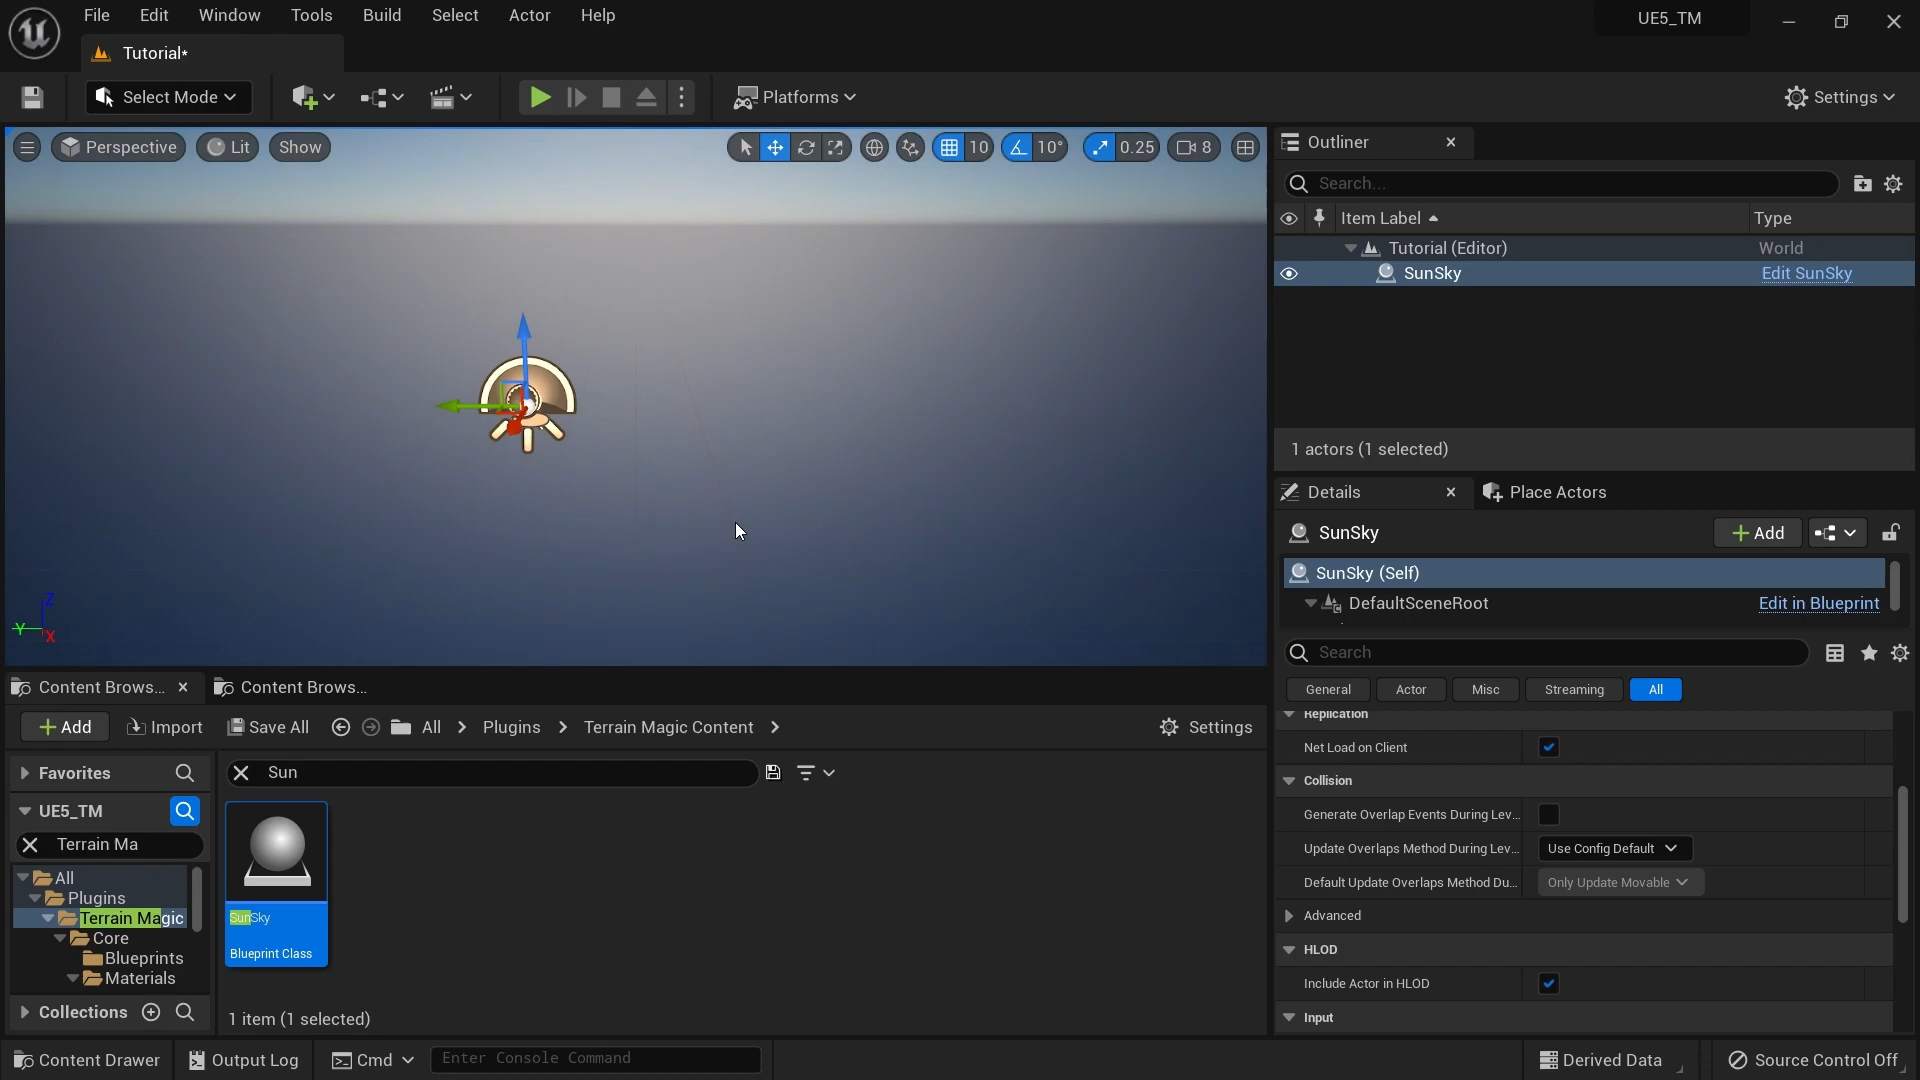 File Edit Window Tools Build Select Actor Help
UE5_TM
Tutorial*
Select Mode
Platforms
Settings
Perspective Lit Show
10 10° 0.25 8
Z
Y
X
Outliner
Search...
Item Label Type
Tutorial (Editor) World
SunSky Edit SunSky
1 actors (1 selected)
Details Place Actors
SunSky Add
SunSky (Self)
DefaultSceneRoot Edit in Blueprint
Search
General Actor Misc Streaming All
Replication
Net Load on Client
Collision
Generate Overlap Events During Lev...
Update Overlaps Method During Lev... Use Config Default
Default Update Overlaps Method Du... Only Update Movable
Advanced
HLOD
Include Actor in HLOD
Input
Content Brows... Content Brows...
Add Import Save All All Plugins Terrain Magic Content Settings
Favorites
UE5_TM
Terrain Ma
All
Plugins
Terrain Magic
Core
Blueprints
Materials
Collections
Sun
SunSky
Blueprint Class
1 item (1 selected)
Content Drawer Output Log Cmd Enter Console Command Derived Data Source Control Off